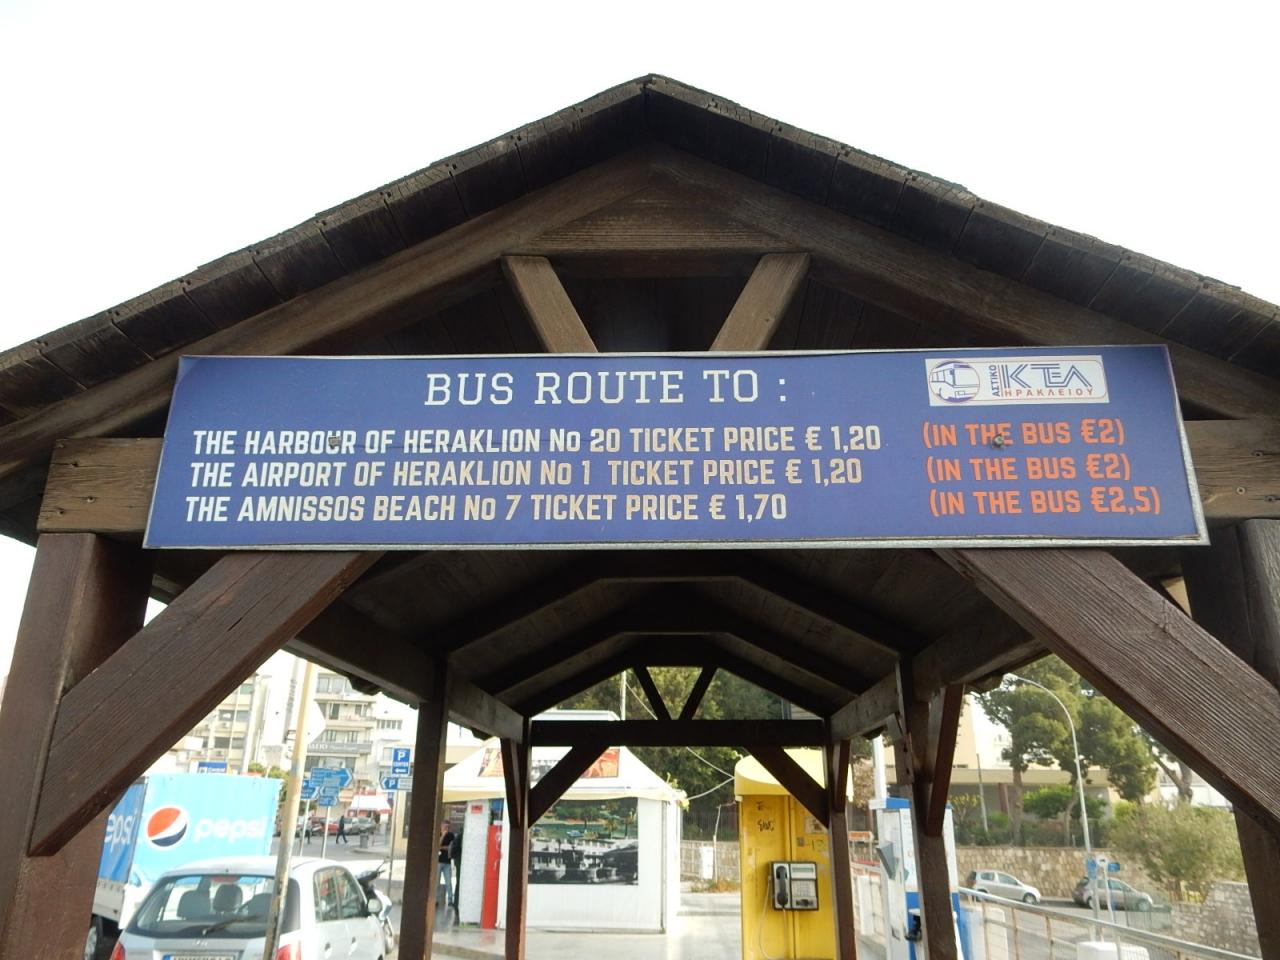 BUS ROUTE TO :
ΑΣΤΙΚΟ ΚΤΕΛ
ΗΡΑΚΛΕΙΟΥ
THE HARBOUR OF HERAKLION No 20 TICKET PRICE € 1,20 (IN THE BUS €2)
THE AIRPORT OF HERAKLION No 1 TICKET PRICE € 1,20 (IN THE BUS €2)
THE AMNISSOS BEACH No 7 TICKET PRICE € 1,70 (IN THE BUS €2,5)
P
pepsi